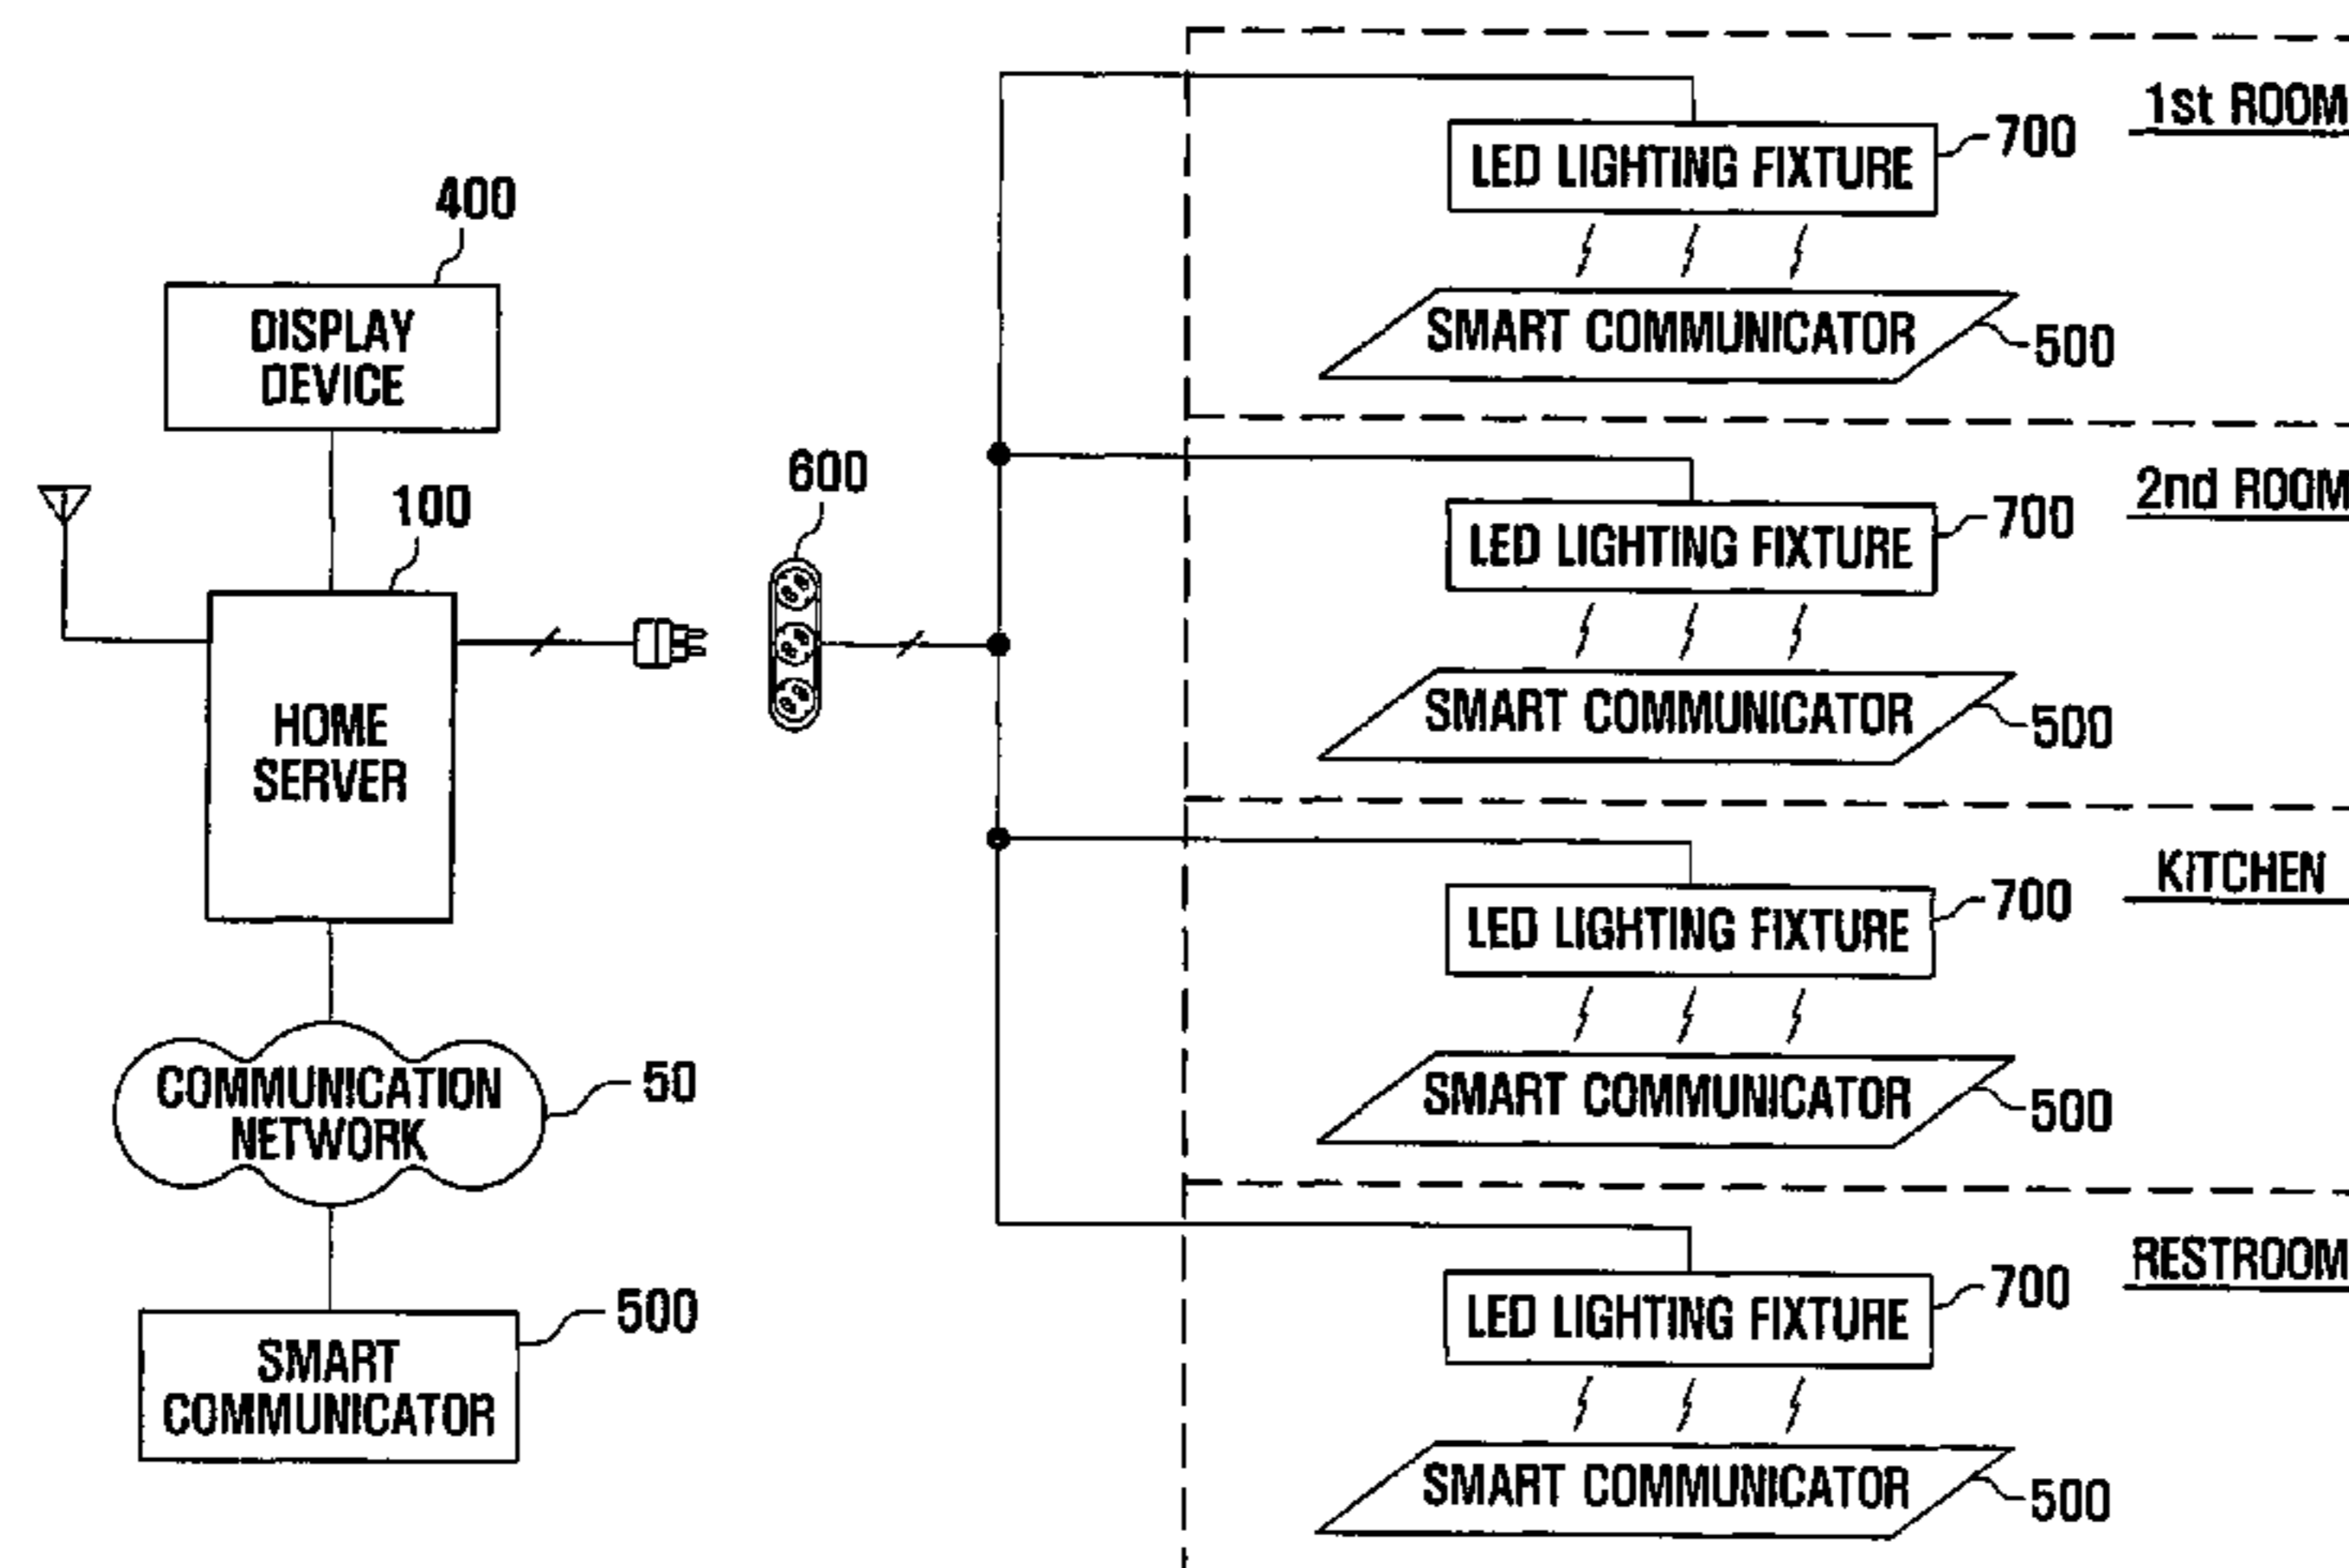 400
DISPLAY
DEVICE
100
HOME
SERVER
600
COMMUNICATION
NETWORK
50
500
SMART
COMMUNICATOR
1st ROOM
LED LIGHTING FIXTURE
700
SMART COMMUNICATOR
500
2nd ROOM
LED LIGHTING FIXTURE
700
SMART COMMUNICATOR
500
KITCHEN
LED LIGHTING FIXTURE
700
SMART COMMUNICATOR
500
RESTROOM
LED LIGHTING FIXTURE
700
SMART COMMUNICATOR
500